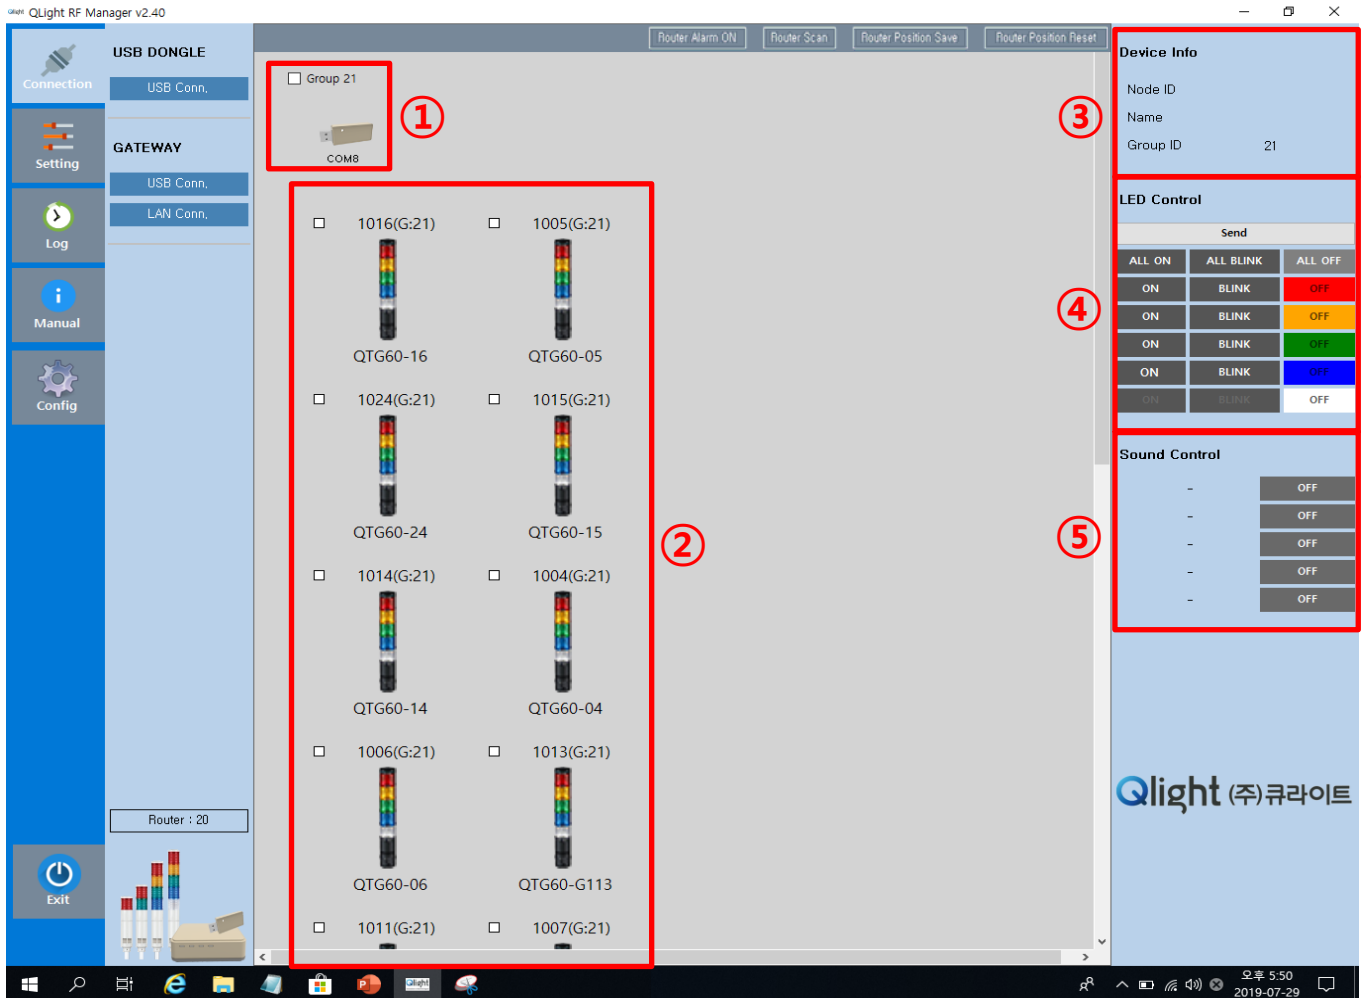 Qlight QLight RF Manager v2.40
Connection
Setting
Log
Manual
Config
Exit
USB DONGLE
USB Conn.
GATEWAY
USB Conn.
LAN Conn.
Router : 20
Router Alarm ON Router Scan Router Position Save Router Position Reset
Group 21
COM8
①
1016(G:21) 1005(G:21)
QTG60-16 QTG60-05
1024(G:21) 1015(G:21)
QTG60-24 QTG60-15
②
1014(G:21) 1004(G:21)
QTG60-14 QTG60-04
1006(G:21) 1013(G:21)
QTG60-06 QTG60-G113
1011(G:21) 1007(G:21)
③
Device Info
Node ID
Name
Group ID 21
④
LED Control
Send
ALL ON ALL BLINK ALL OFF
ON BLINK OFF
ON BLINK OFF
ON BLINK OFF
ON BLINK OFF
ON BLINK OFF
⑤
Sound Control
- OFF
- OFF
- OFF
- OFF
- OFF
Qlight (주)큐라이트
Qlight
오후 5:50
2019-07-29